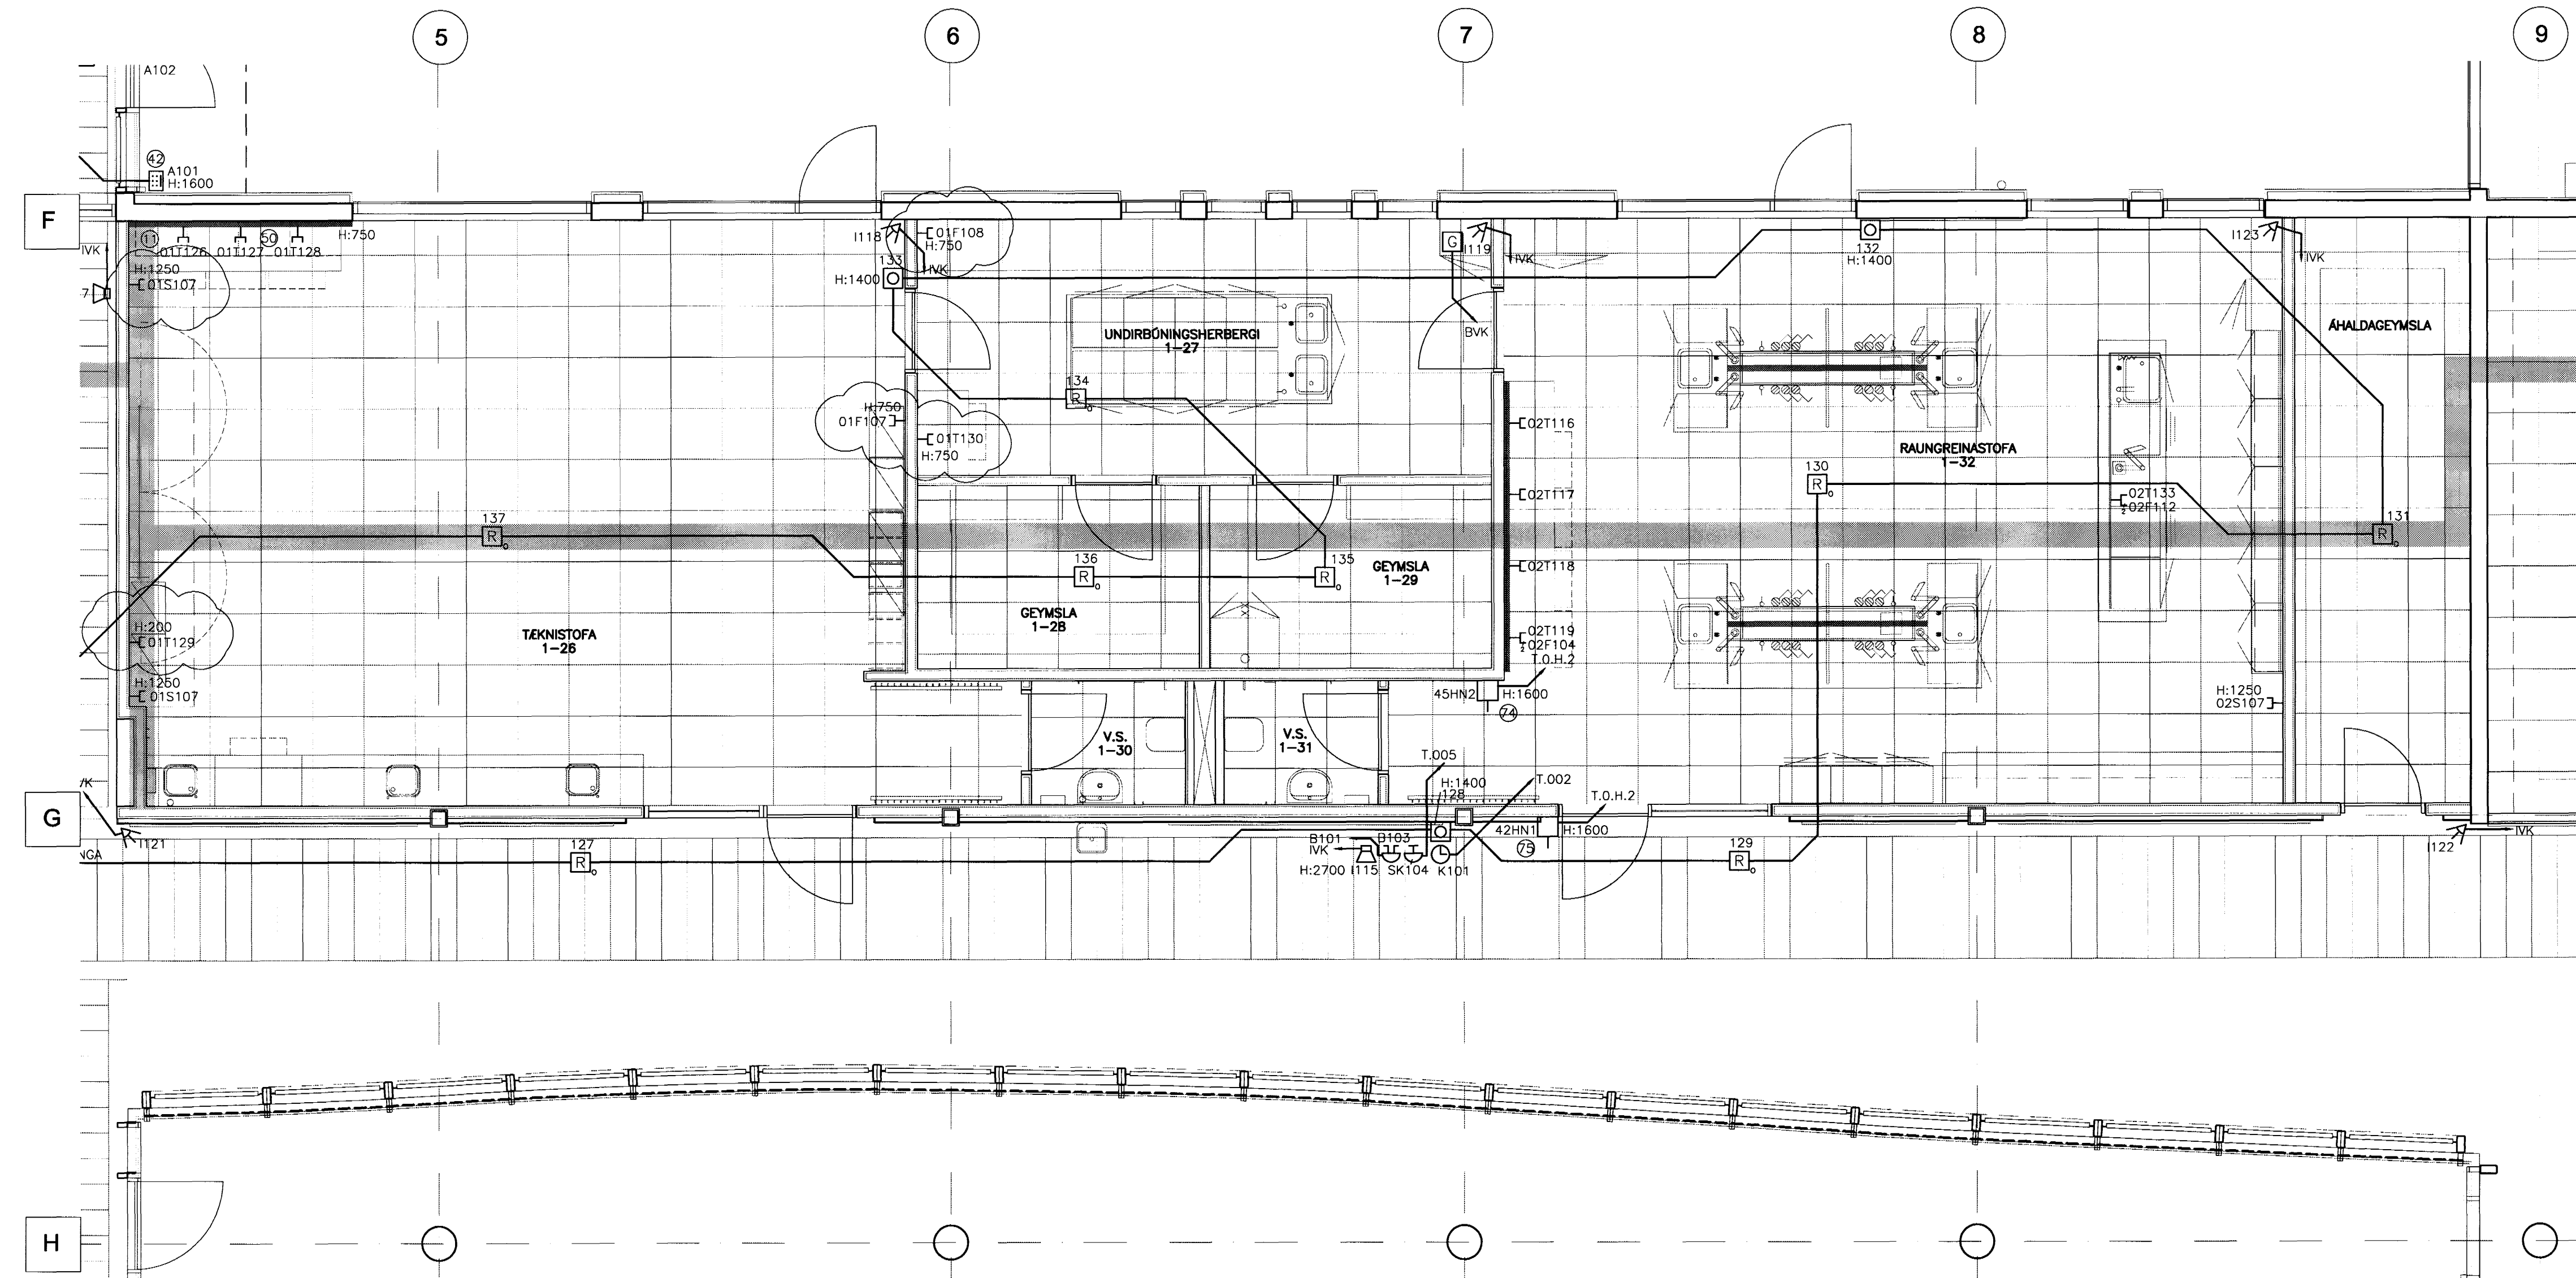 5
6
7
8
9
A102
42
A101
H:1600
F
IVK
11
50
01T126
01T127
01T128
H:750
H:1250
01S107
7
I118
01F108
H:750
IVK
133
H:1400
G
I119
IVK
BVK
132
H:1400
I123
IVK
UNDIRBÚNINGSHERBERGI
1-27
ÁHALDAGEYMSLA
134
R
H:750
01F107
01T130
H:750
02T116
RAUNGREINASTOFA
1-32
130
R
02T117
02T133
02F112
2
131
R
137
R
136
R
135
R
GEYMSLA
1-29
02T118
GEYMSLA
1-28
H:200
01T129
TÆKNISTOFA
1-26
02T119
02F104
2
T.O.H.2
H:1250
01S107
45HN2
H:1600
74
H:1250
02S107
V.S.
1-30
V.S.
1-31
T.005
H:1400
128
T.002
T.O.H.2
VK
G
I121
NGA
127
R
B101
IVK
B103
H:2700
I115
SK104
K101
42HN1
H:1600
75
129
R
I122
IVK
H